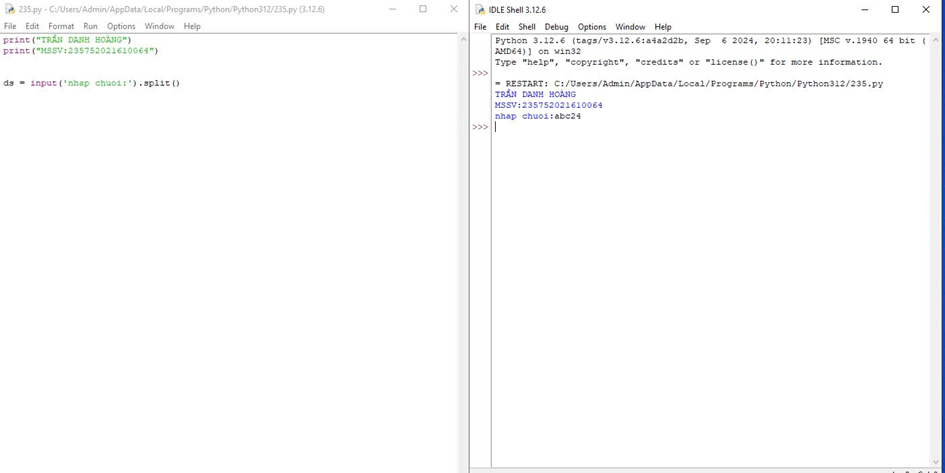 235.py - C:/Users/Admin/AppData/Local/Programs/Python/Python312/235.py (3.12.6)
File Edit Format Run Options Window Help
print("TRẦN DANH HOÀNG")
print("MSSV:235752021610064")
ds = input('nhap chuoi:').split()
IDLE Shell 3.12.6
File Edit Shell Debug Options Window Help
Python 3.12.6 (tags/v3.12.6:a4a2d2b, Sep 6 2024, 20:11:23) [MSC v.1940 64 bit (
AMD64)] on win32
Type "help", "copyright", "credits" or "license()" for more information.
>>>
= RESTART: C:/Users/Admin/AppData/Local/Programs/Python/Python312/235.py
TRẦN DANH HOÀNG
MSSV:235752021610064
nhap chuoi:abc24
>>>